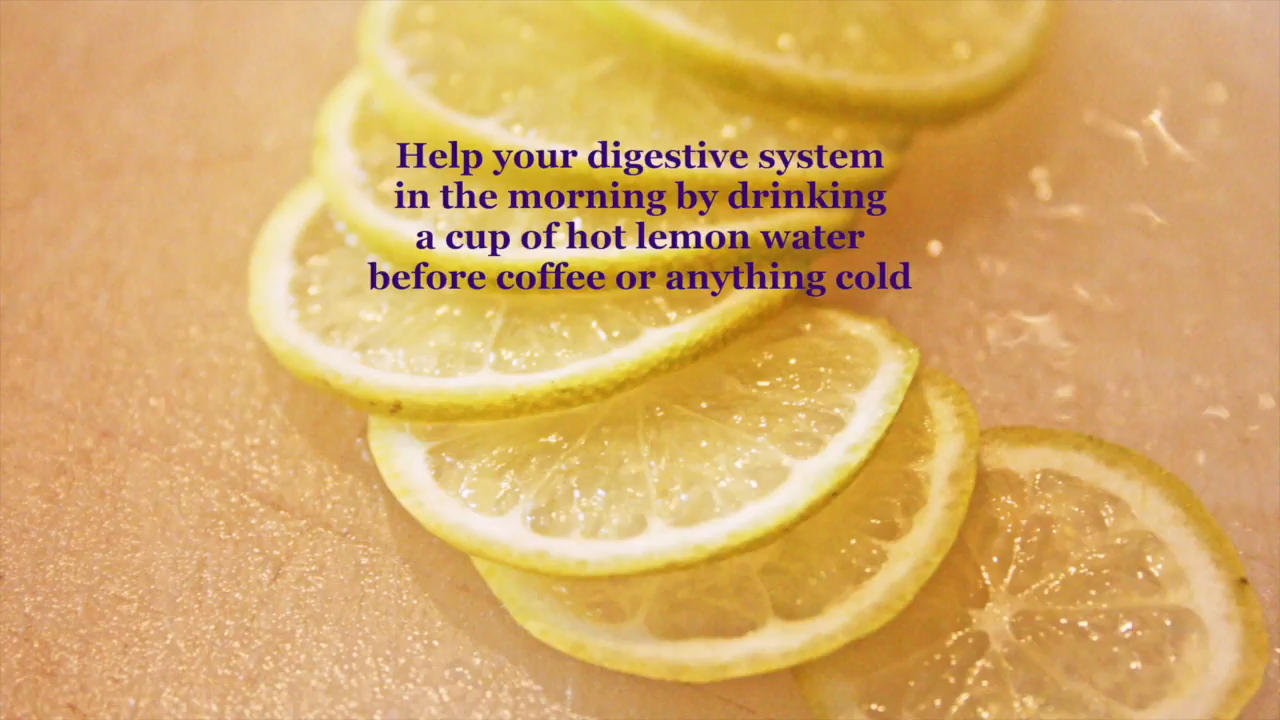 Help your digestive system
in the morning by drinking
a cup of hot lemon water
before coffee or anything cold